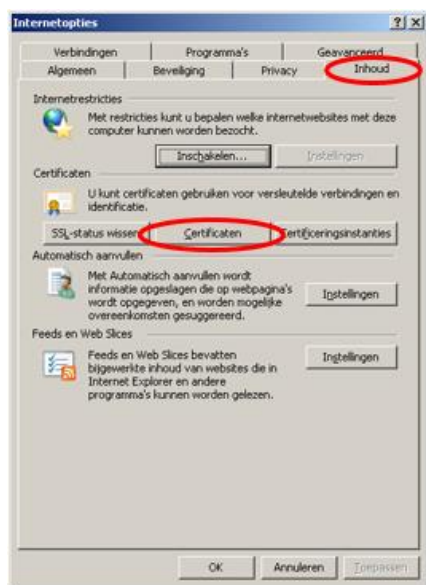 Internetopties
Verbindingen Programma's Geavanceerd
Algemeen Beveiliging Privacy Inhoud
Internetrestricties
Met restricties kunt u bepalen welke internetwebsites met deze
computer kunnen worden bezocht.
Inschakelen... Instellingen
Certificaten
U kunt certificaten gebruiken voor versleutelde verbindingen en
identificatie.
SSL-status wissen Certificaten Certificeringsinstanties
Automatisch aanvullen
Met Automatisch aanvullen wordt
informatie opgeslagen die op webpagina's
wordt opgegeven, en worden mogelijke
overeenkomsten gesuggereerd.
Instellingen
Feeds en Web Slices
Feeds en Web Slices bevatten
bijgewerkte inhoud van websites die in
Internet Explorer en andere
programma's kunnen worden gelezen.
Instellingen
OK Annuleren Toepassen